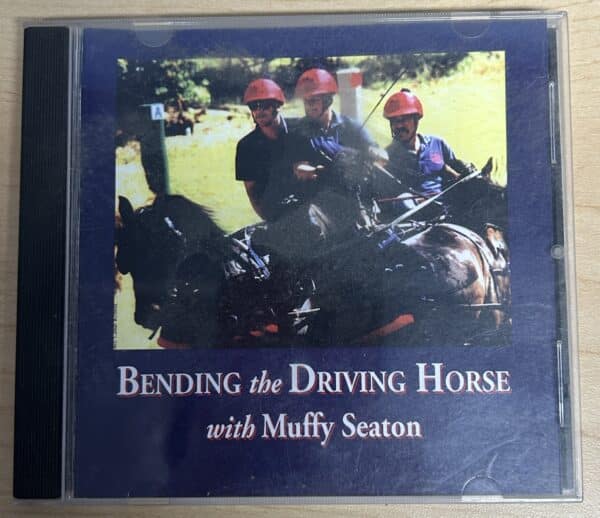 A
BENDING the DRIVING HORSE
with Muffy Seaton